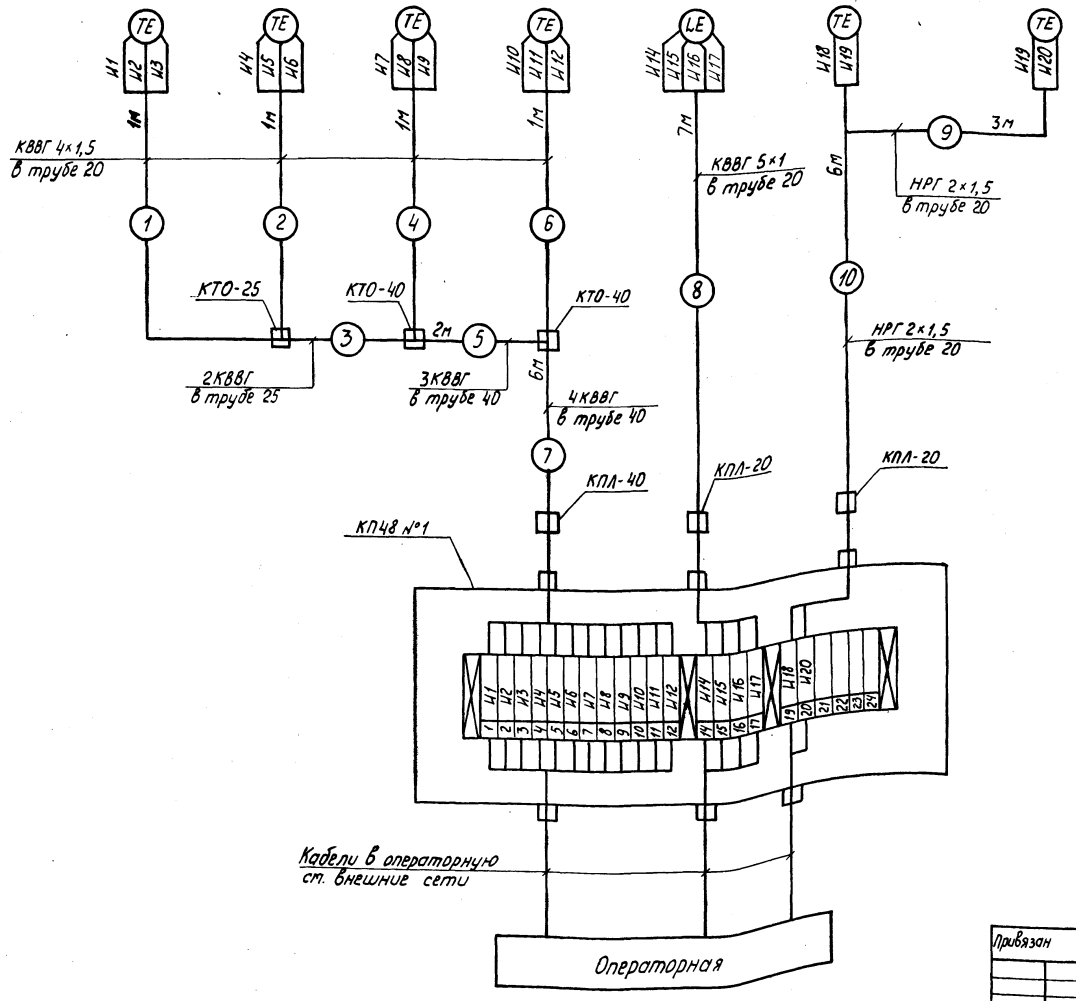 TE TE TE TE LE TE TE
И1 И2 И3 И4 И5 И6 И7 И8 И9 И10 И11 И12 И14 И15 И16 И17 И18 И19 И19 И20
1м 1м 1м 1м 7м
9 3м
КВВГ 4×1,5
в трубе 20
КВВГ 5×1
в трубе 20
6м
НРГ 2×1,5
в трубе 20
1 2 4 6
8 10
КТО-25 КТО-40 КТО-40
3 2м 5
НРГ 2×1,5
в трубе 20
2КВВГ
в трубе 25
3КВВГ
в трубе 40
6м
4КВВГ
в трубе 40
7
КПЛ-40 КПЛ-20 КПЛ-20
КП48 №1
И1 И2 И3 И4 И5 И6 И7 И8 И9 И10 И11 И12 И14 И15 И16 И17 И18 И20
1 2 3 4 5 6 7 8 9 10 11 12 14 15 16 17 19 20 21 22 23 24
Кабели в операторную
см. внешние сети
Операторная
Привязан